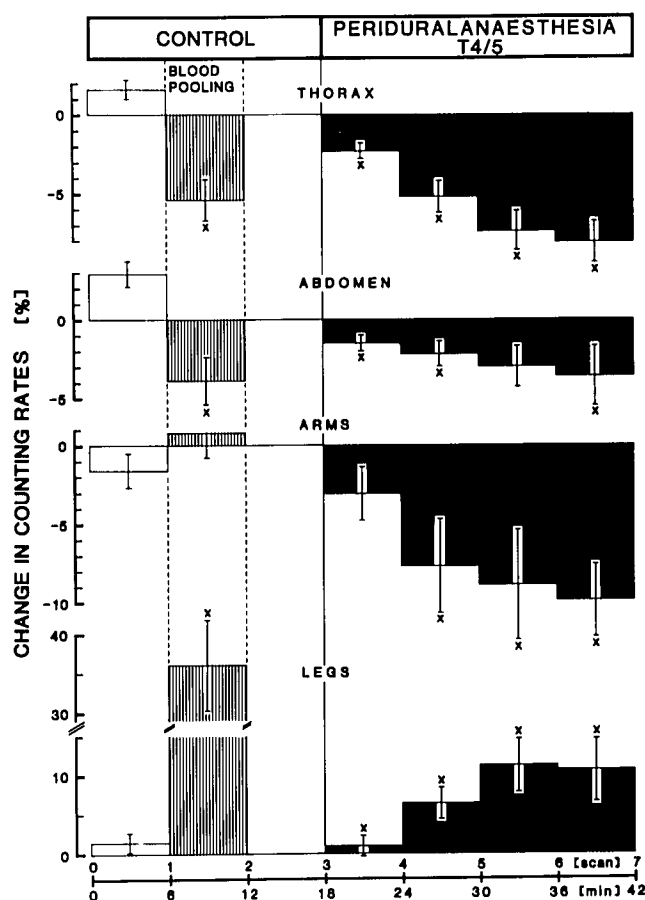 CONTROL
PERIDURALANAESTHESIA
T4/5
BLOOD
POOLING
THORAX
0
-5
x
x
x
x
x
ABDOMEN
0
-5
x
x
x
x
ARMS
0
-5
-10
x
x
x
LEGS
40
30
10
0
x
x
x
x
x
CHANGE IN COUNTING RATES [%]
0 1 2 3 4 5 6 [scan] 7
0 6 12 18 24 30 36 [min] 42